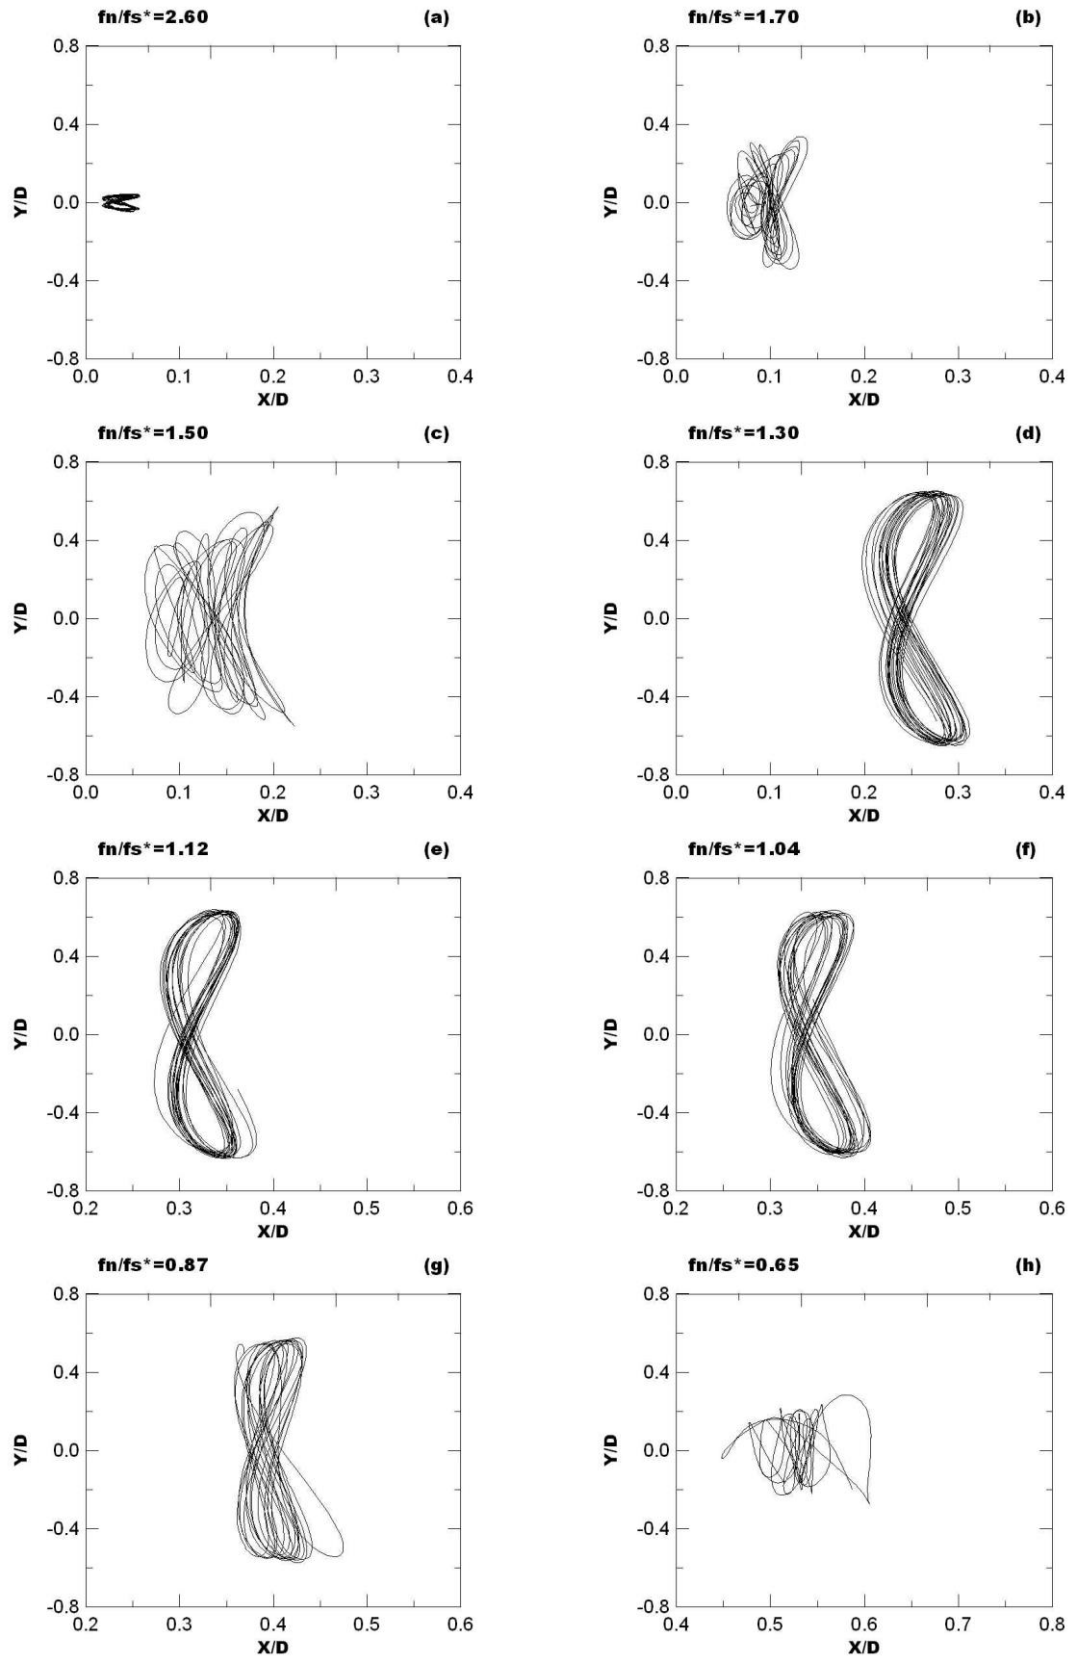 fn/fs*=2.60 (a)
0.8
0.4
0.0
-0.4
-0.8
Y/D
0.0 0.1 0.2 0.3 0.4
X/D
fn/fs*=1.70 (b)
0.8
0.4
0.0
-0.4
-0.8
Y/D
0.0 0.1 0.2 0.3 0.4
X/D
fn/fs*=1.50 (c)
0.8
0.4
0.0
-0.4
-0.8
Y/D
0.0 0.1 0.2 0.3 0.4
X/D
fn/fs*=1.30 (d)
0.8
0.4
0.0
-0.4
-0.8
Y/D
0.0 0.1 0.2 0.3 0.4
X/D
fn/fs*=1.12 (e)
0.8
0.4
0.0
-0.4
-0.8
Y/D
0.2 0.3 0.4 0.5 0.6
X/D
fn/fs*=1.04 (f)
0.8
0.4
0.0
-0.4
-0.8
Y/D
0.2 0.3 0.4 0.5 0.6
X/D
fn/fs*=0.87 (g)
0.8
0.4
0.0
-0.4
-0.8
Y/D
0.2 0.3 0.4 0.5 0.6
X/D
fn/fs*=0.65 (h)
0.8
0.4
0.0
-0.4
-0.8
Y/D
0.4 0.5 0.6 0.7 0.8
X/D